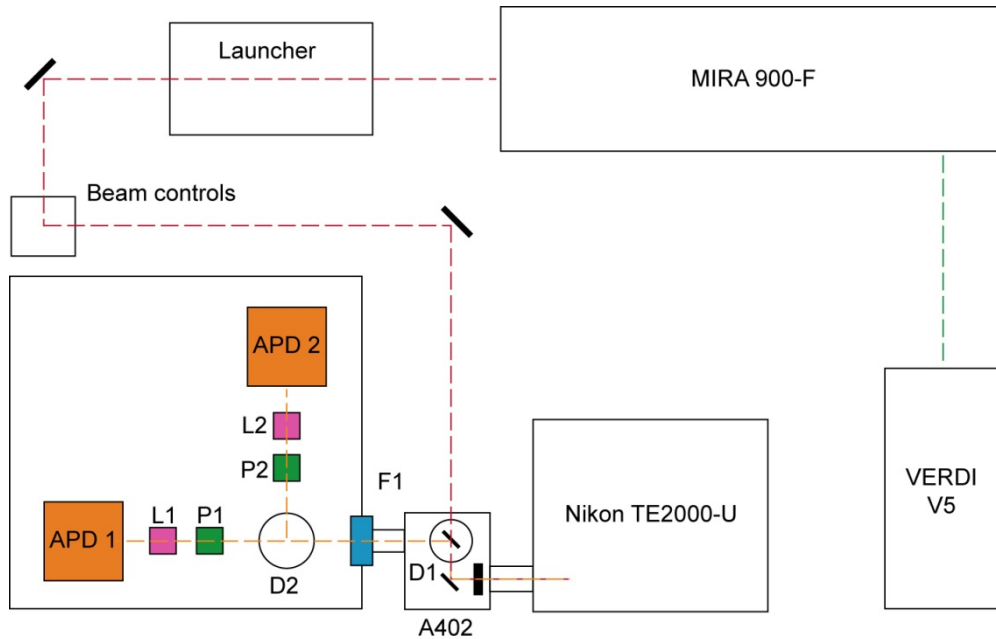 Launcher
MIRA 900-F
Beam controls
APD 2
L2
P2
F1
L1
P1
APD 1
D2
D1
A402
Nikon TE2000-U
VERDI
V5